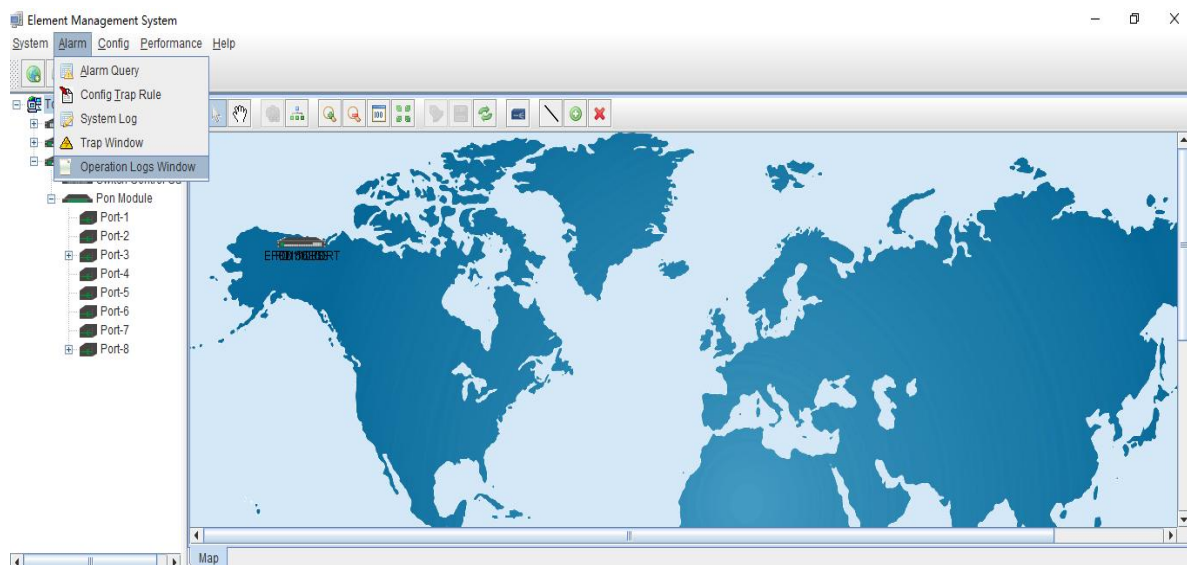 Element Management System
System Alarm Config Performance Help
Alarm Query
Config Trap Rule
System Log
Trap Window
Operation Logs Window
Pon Module
Port-1
Port-2
Port-3
Port-4
Port-5
Port-6
Port-7
Port-8
100
Map